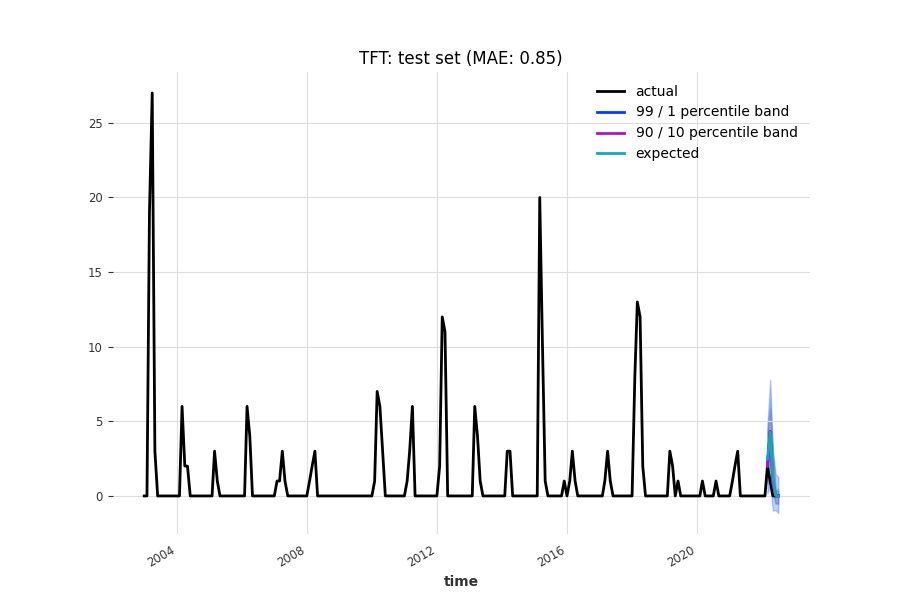 TFT: test set (MAE: 0.85)
actual
99 / 1 percentile band
90 / 10 percentile band
expected
25
20
15
10
5
0
2004
2008
2012
2016
2020
time